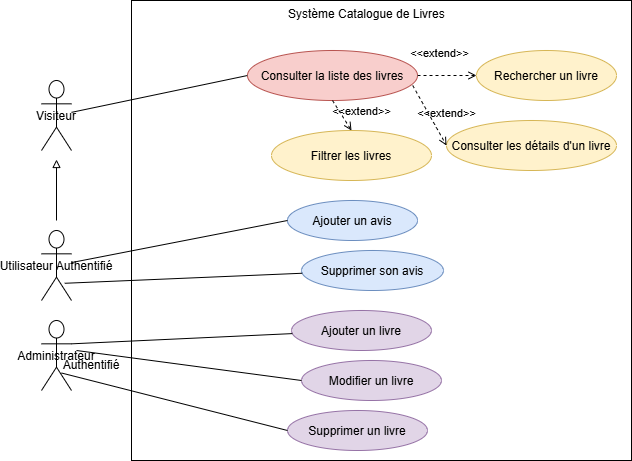 Système Catalogue de Livres
<<extend>>
Consulter la liste des livres
Rechercher un livre
Visiteur
<<extend>>
<<extend>>
Filtrer les livres
Consulter les détails d'un livre
Ajouter un avis
Utilisateur Authentifié
Supprimer son avis
Ajouter un livre
Administrateur
Authentifié
Modifier un livre
Supprimer un livre